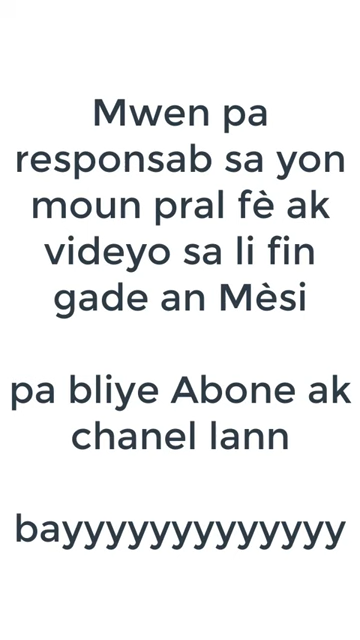 Mwen pa
responsab sa yon
moun pral fè ak
videyo sa li fin
gade an Mèsi
pa bliye Abone ak
chanel lann
bayyyyyyyyyyyyyy